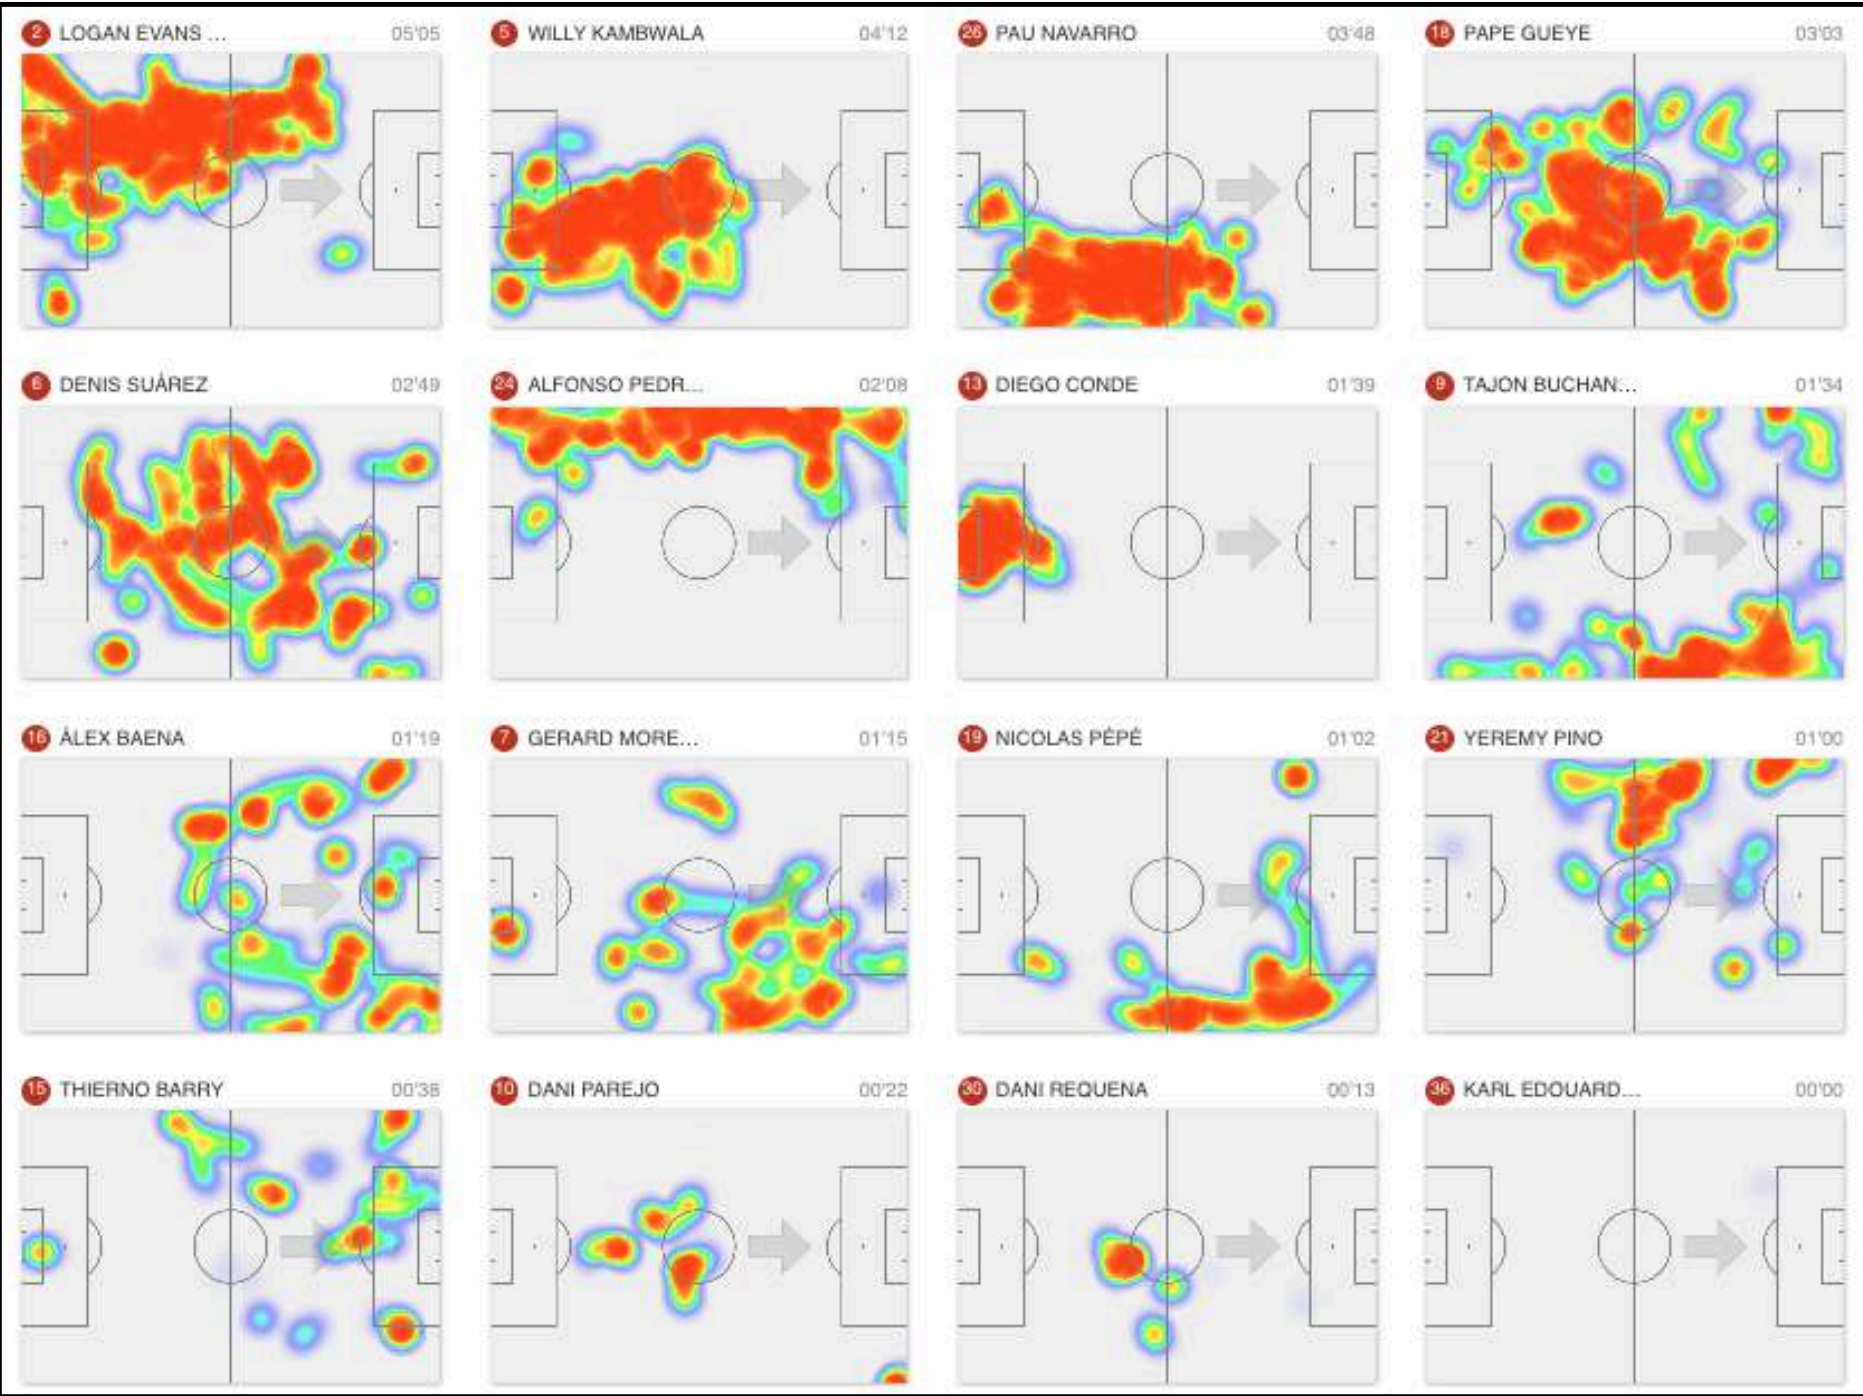 2 LOGAN EVANS ... 05'05
5 WILLY KAMBWALA 04'12
26 PAU NAVARRO 03'48
18 PAPE GUEYE 03'03
6 DENIS SUÁREZ 02'49
24 ALFONSO PEDR... 02'08
13 DIEGO CONDE 01'39
9 TAJON BUCHAN... 01'34
16 ÁLEX BAENA 01'19
7 GERARD MORE... 01'15
19 NICOLAS PÉPÉ 01'02
21 YEREMY PINO 01'00
15 THIERNO BARRY 00'38
10 DANI PAREJO 00'22
30 DANI REQUENA 00'13
36 KARL EDOUARD... 00'00